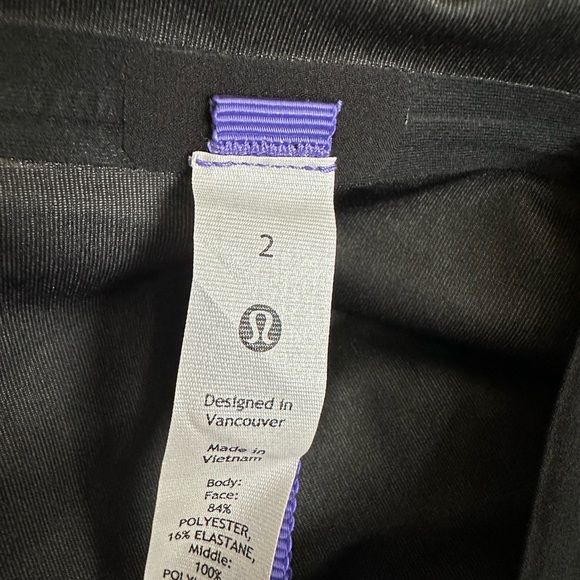 2
Designed in
Vancouver
Made in
Vietnam
Body:
Face:
84%
POLYESTER,
16% ELASTANE,
Middle:
100%